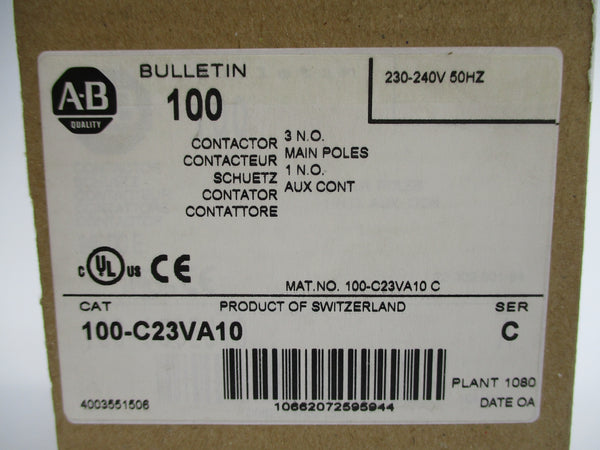 A-B
QUALITY
BULLETIN
100
230-240V 50HZ
CONTACTOR
CONTACTEUR
SCHUETZ
CONTATOR
CONTATTORE
3 N.O.
MAIN POLES
1 N.O.
AUX CONT
C UL US CE
MAT.NO. 100-C23VA10 C
CAT PRODUCT OF SWITZERLAND SER
100-C23VA10 C
PLANT 1080
4003551506 10662072595944 DATE OA